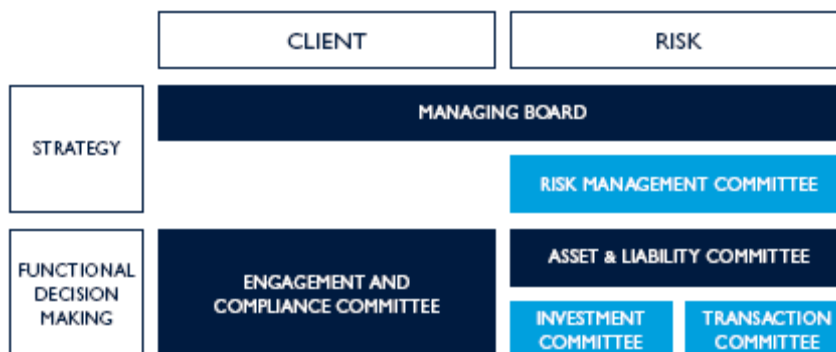 CLIENT
RISK
STRATEGY
MANAGING BOARD
RISK MANAGEMENT COMMITTEE
FUNCTIONAL
DECISION
MAKING
ENGAGEMENT AND
COMPLIANCE COMMITTEE
ASSET & LIABILITY COMMITTEE
INVESTMENT
COMMITTEE
TRANSACTION
COMMITTEE